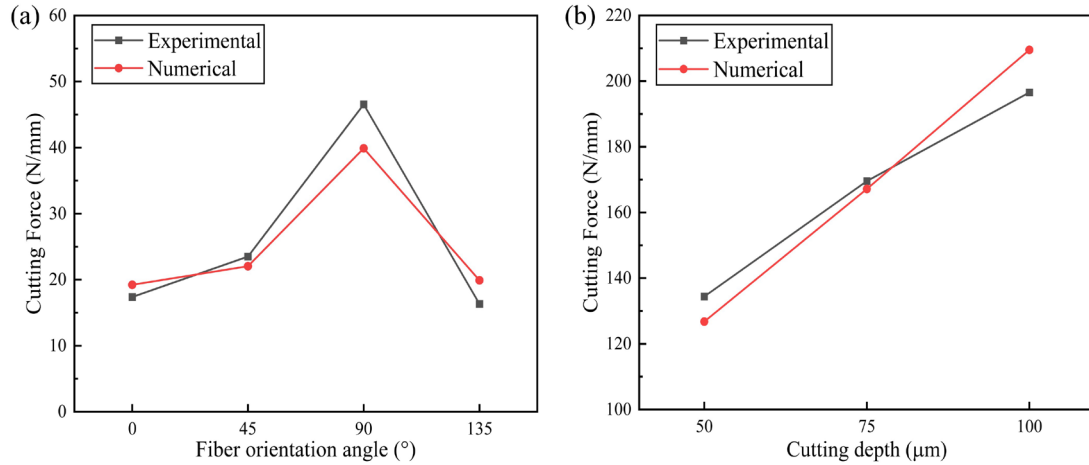 (a)
Experimental
Numerical
Cutting Force (N/mm)
60
50
40
30
20
10
0
0 45 90 135
Fiber orientation angle (°)
(b)
Experimental
Numerical
Cutting Force (N/mm)
220
200
180
160
140
120
100
50 75 100
Cutting depth (μm)